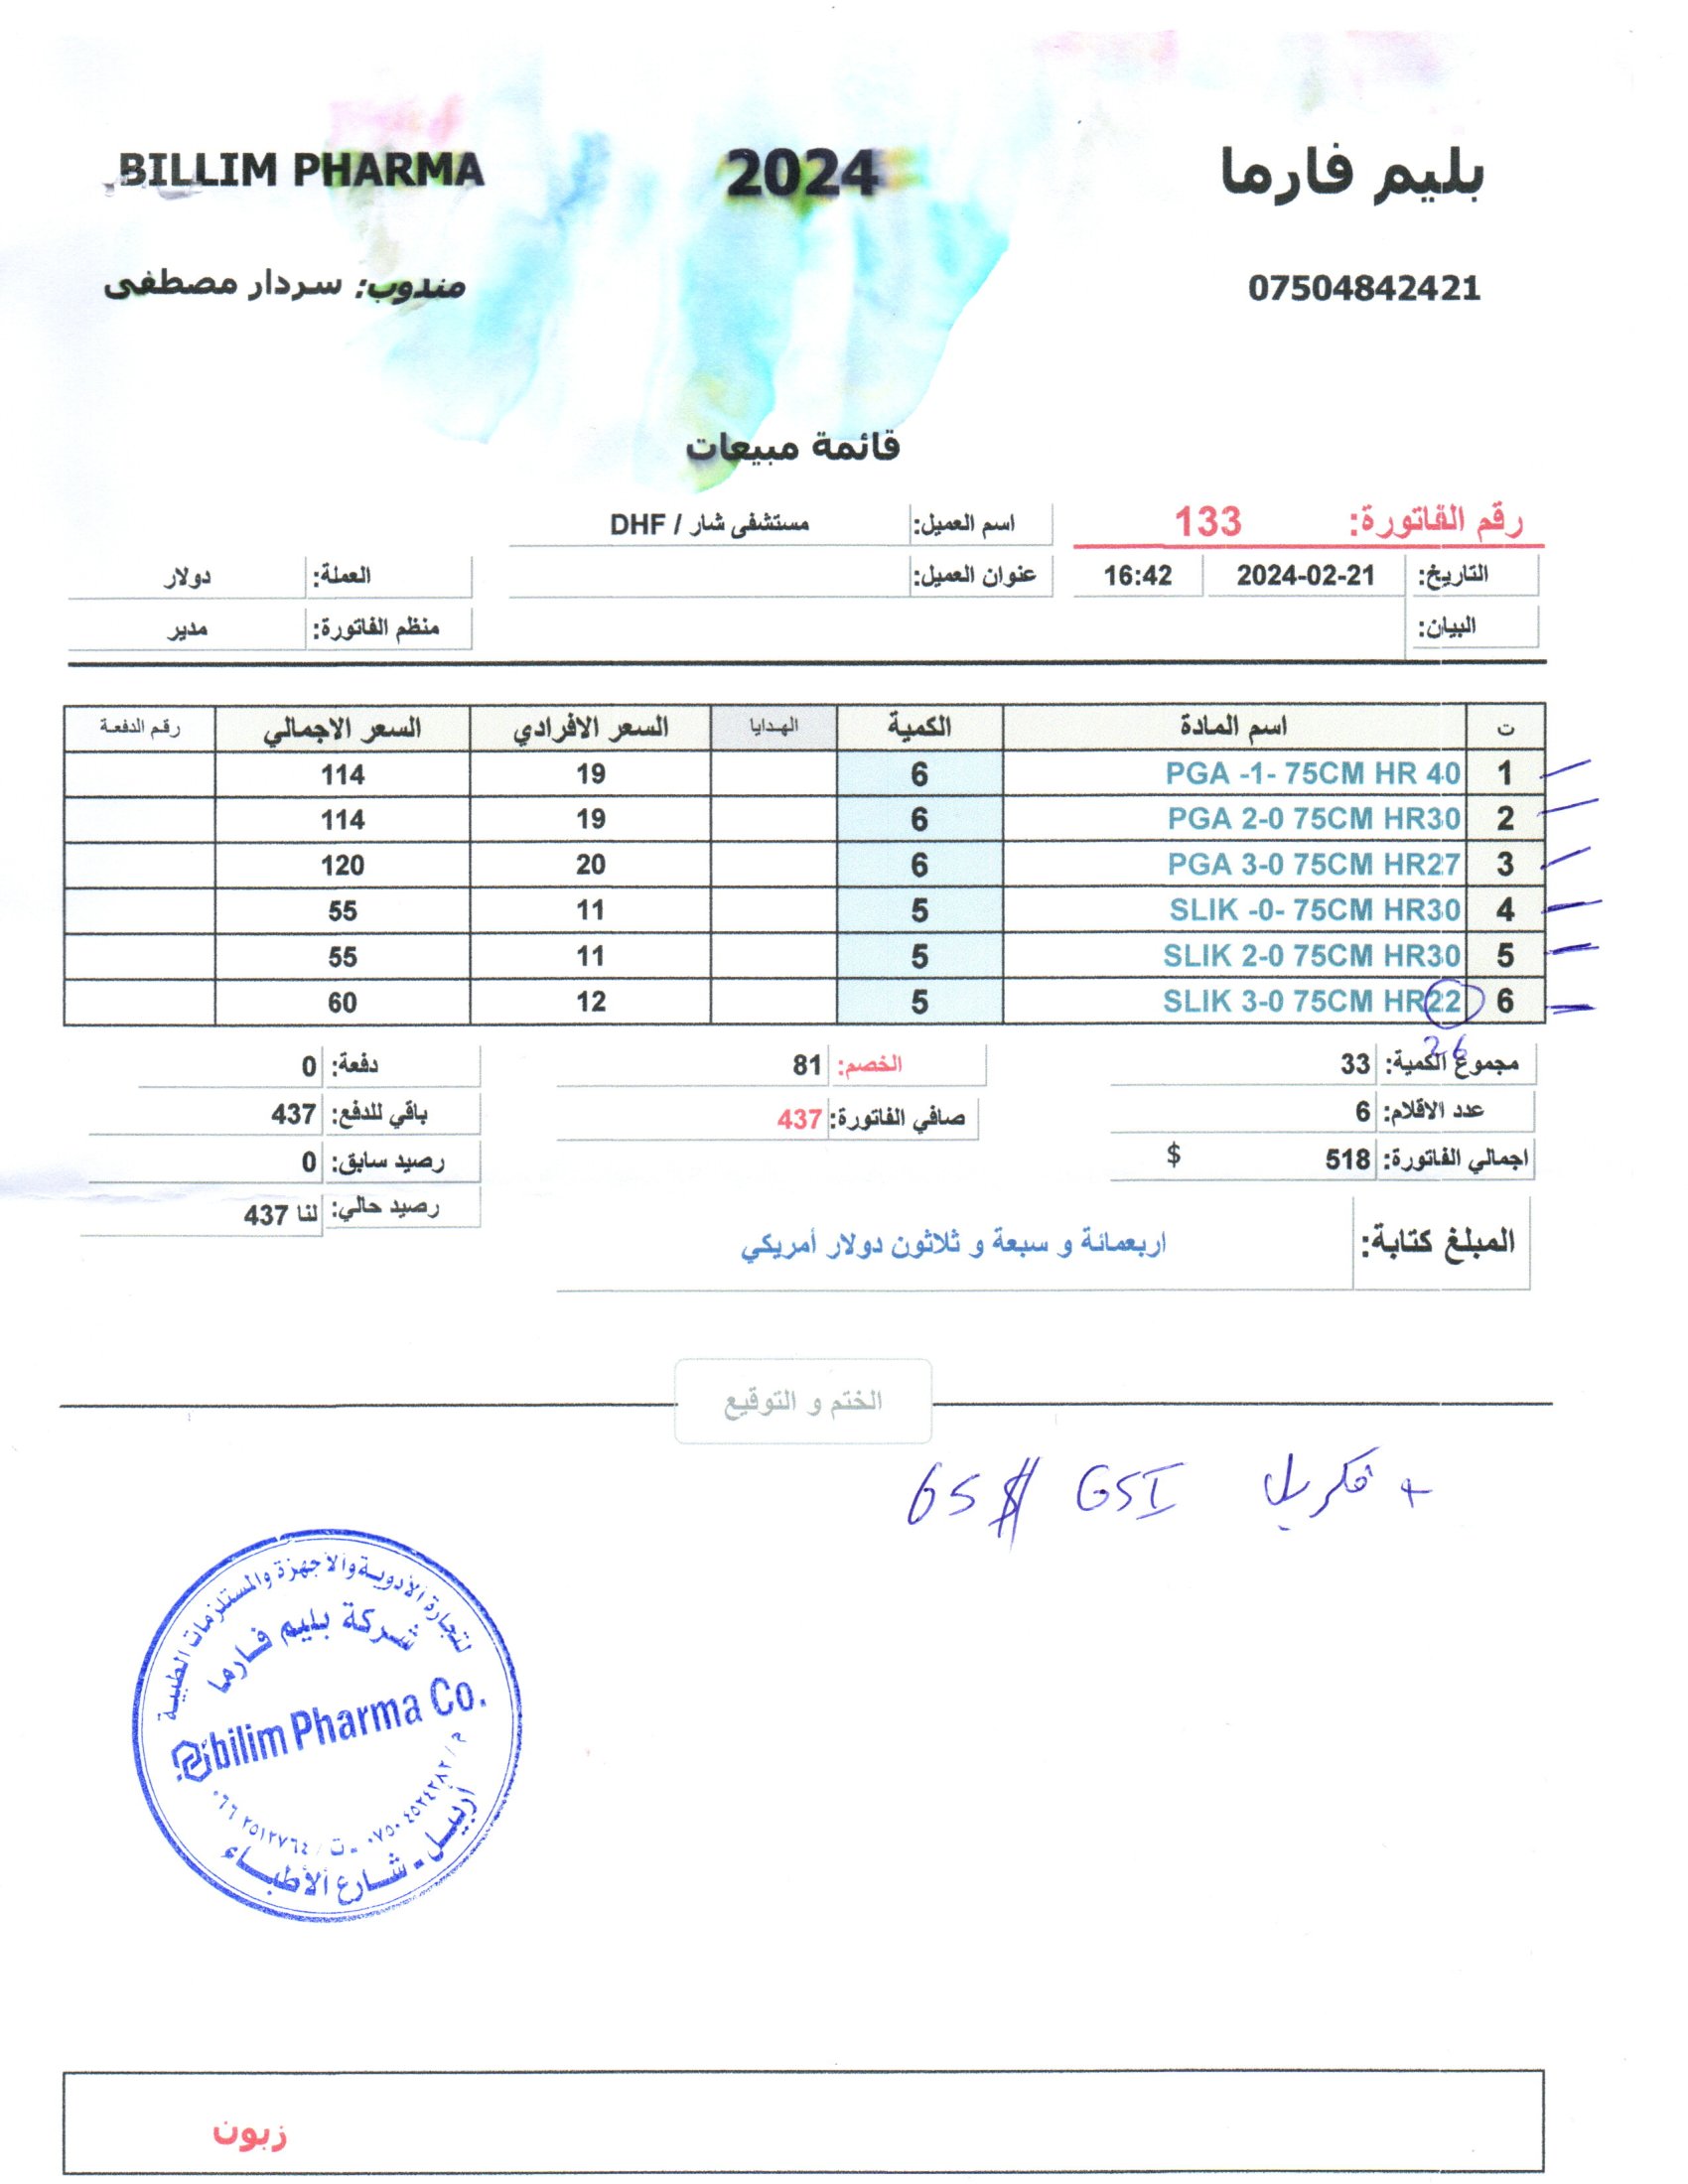 بليم فارما 2024 BILLIM PHARMA
07504842421 مندوب: سردار مصطفى
قائمة مبيعات
رقم الفاتورة: 133 اسم العميل: مستشفى شار / DHF
التاريخ: 2024-02-21 16:42 عنوان العميل: العملة: دولار
البيان: منظم الفاتورة: مدير
ت اسم المادة الكمية الهدايا السعر الافرادي السعر الاجمالي رقم الدفعة
1 PGA -1- 75CM HR 40 6 19 114
2 PGA 2-0 75CM HR30 6 19 114
3 PGA 3-0 75CM HR27 6 20 120
4 SLIK -0- 75CM HR30 5 11 55
5 SLIK 2-0 75CM HR30 5 11 55
6 SLIK 3-0 75CM HR22 5 12 60
26
مجموع الكمية: 33 الخصم: 81 دفعة: 0
عدد الاقلام: 6 صافي الفاتورة: 437 باقي للدفع: 437
اجمالي الفاتورة: 518 $ رصيد سابق: 0
رصيد حالي: لنا 437
المبلغ كتابة: اربعمائة و سبعة و ثلاثون دولار أمريكي
الختم و التوقيع
+ فكريل GSI 65$
لتجارة الأدوية والأجهزة والمستلزمات الطبية
شركة بليم فارما
bilim Pharma Co.
م / ٠٧٥٠ ٤٥٢٤٢٨٢ - ت / ٠٦٦ ٢٥١٢٧٦٤
أربيل - شارع الأطباء
زبون